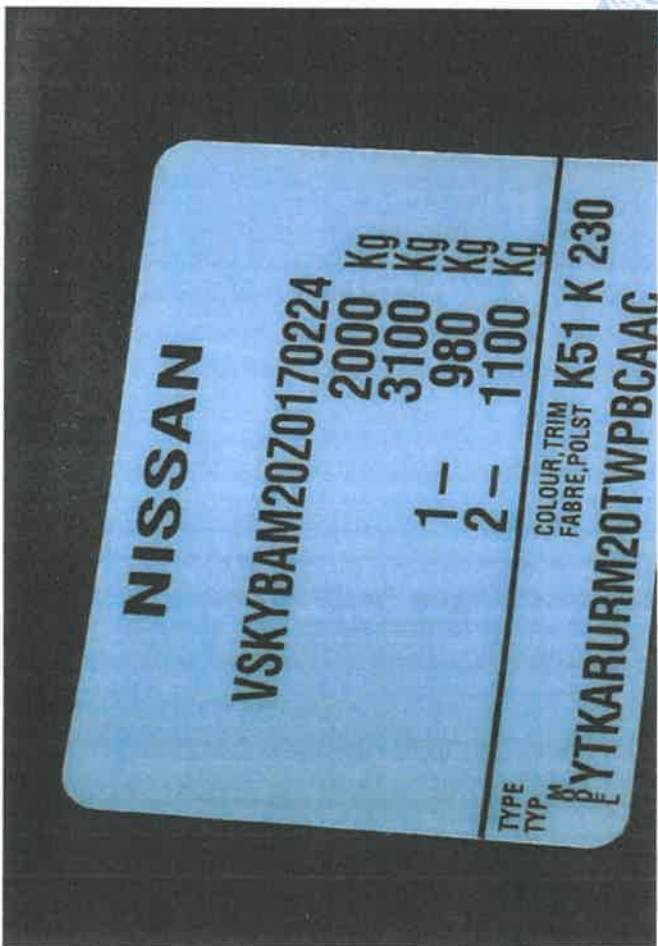 NISSAN
VSKYBAM20Z0170224
2000 Kg
3100 Kg
1– 980 Kg
2– 1100 Kg
TYPE
TYP
COLOUR,TRIM
FABRE,POLST K51 K 230
MODEL YTKARURM20TWPBCAAC